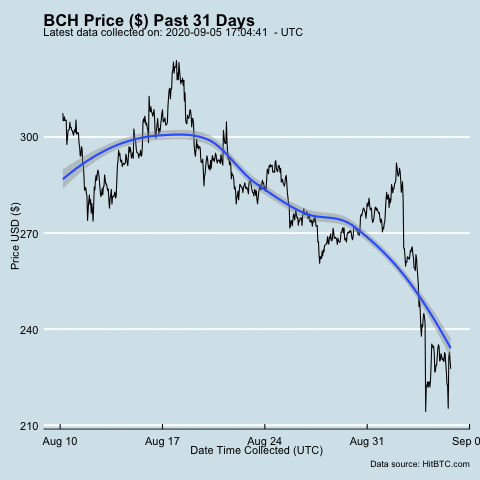 BCH Price ($) Past 31 Days
Latest data collected on: 2020-09-05 17:04:41 - UTC
Price USD ($)
300
270
240
210
Aug 10 Aug 17 Aug 24 Aug 31 Sep 0
Date Time Collected (UTC)
Data source: HitBTC.com